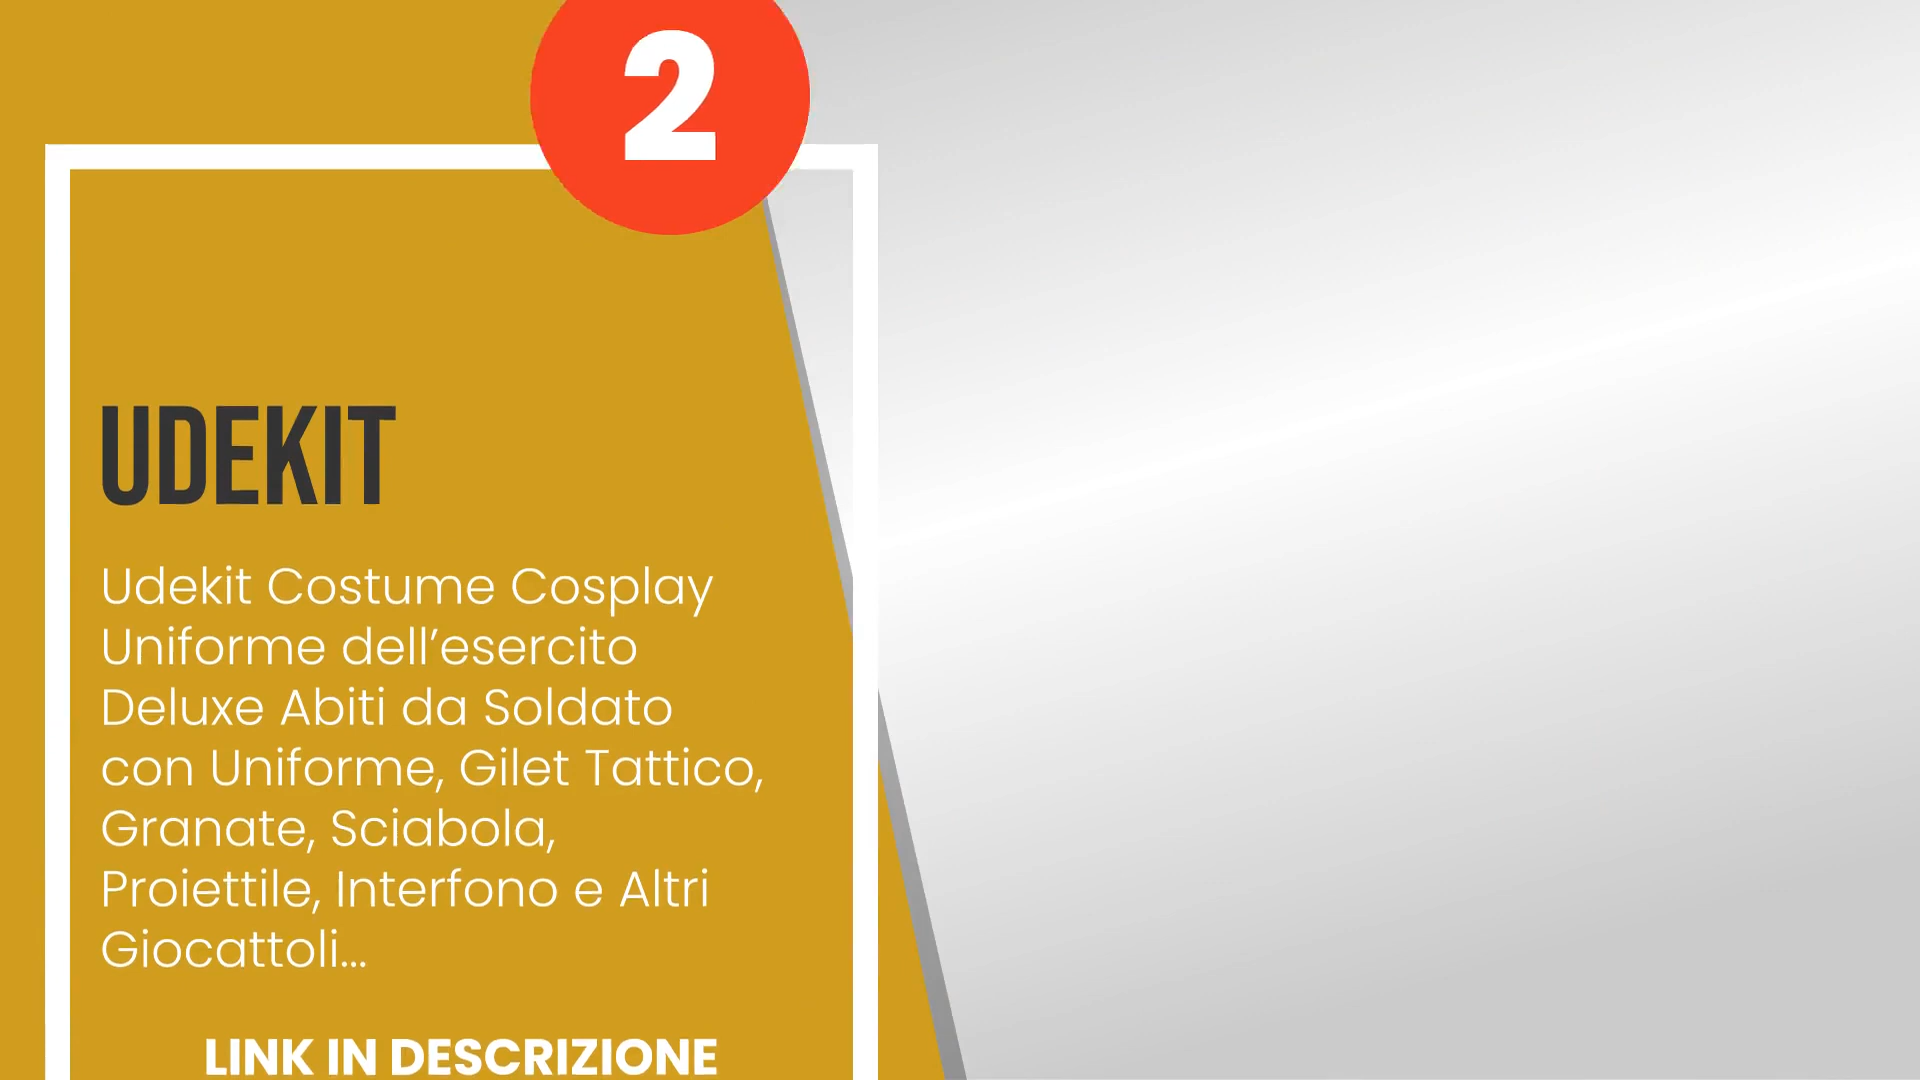 2
UDEKIT
Udekit Costume Cosplay
Uniforme dell’esercito
Deluxe Abiti da Soldato
con Uniforme, Gilet Tattico,
Granate, Sciabola,
Proiettile, Interfono e Altri
Giocattoli...
LINK IN DESCRIZIONE